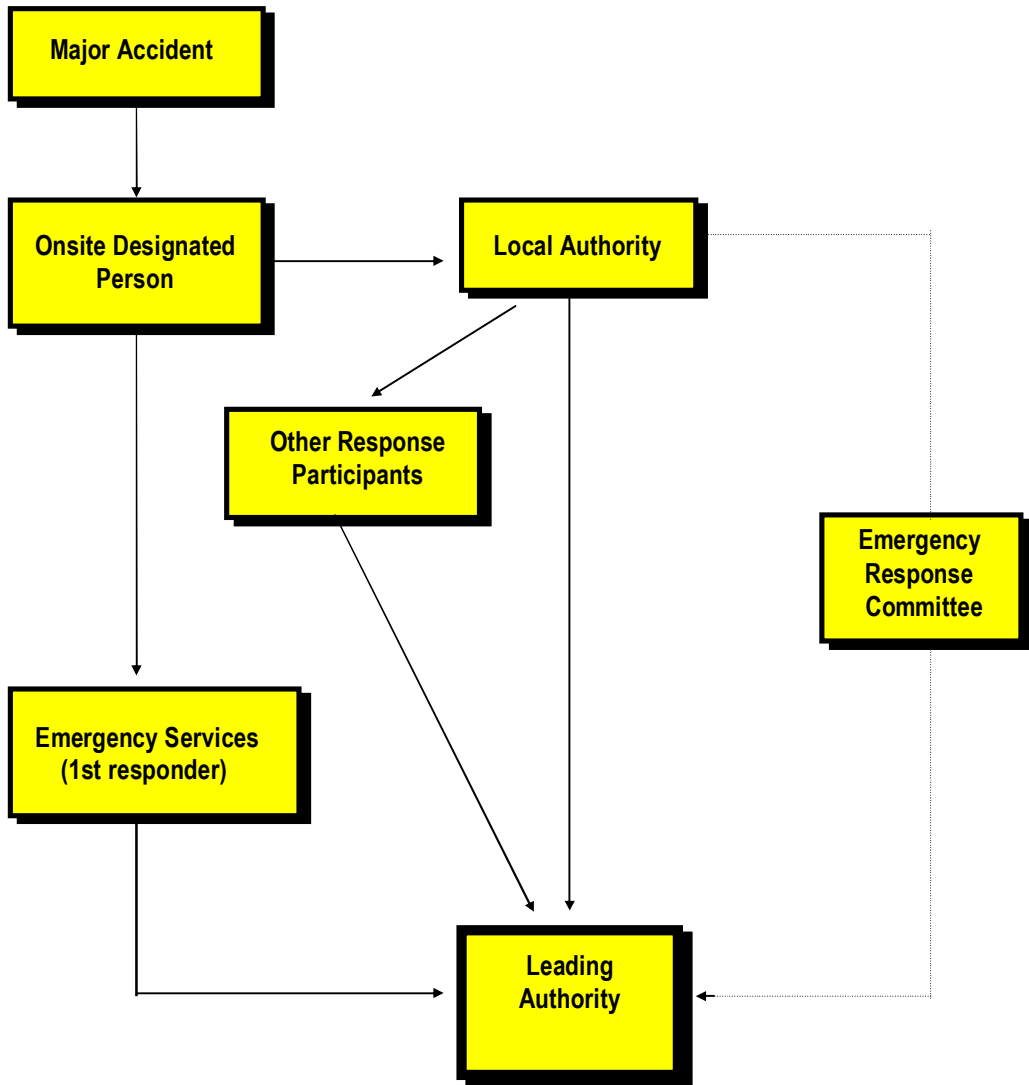 Major Accident
Onsite Designated
Person
Local Authority
Other Response
Participants
Emergency
Response
Committee
Emergency Services
(1st responder)
Leading
Authority